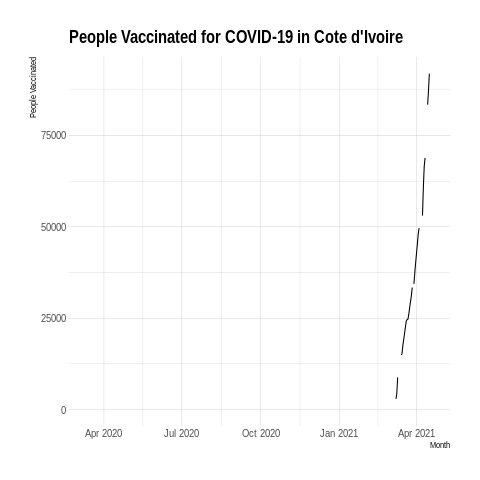 People Vaccinated for COVID-19 in Cote d'Ivoire
People Vaccinated
75000
50000
25000
0
Apr 2020 Jul 2020 Oct 2020 Jan 2021 Apr 2021
Month